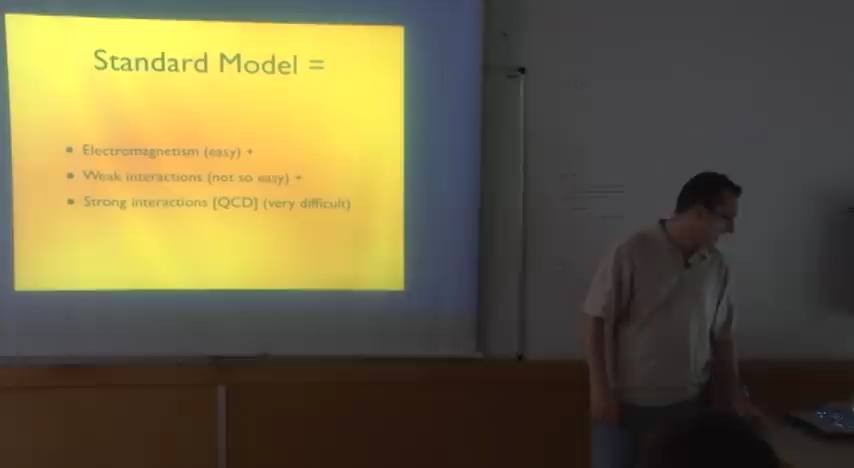 Standard Model =
• Electromagnetism (easy) +
• Weak interactions (not so easy) +
• Strong interactions [QCD] (very difficult)